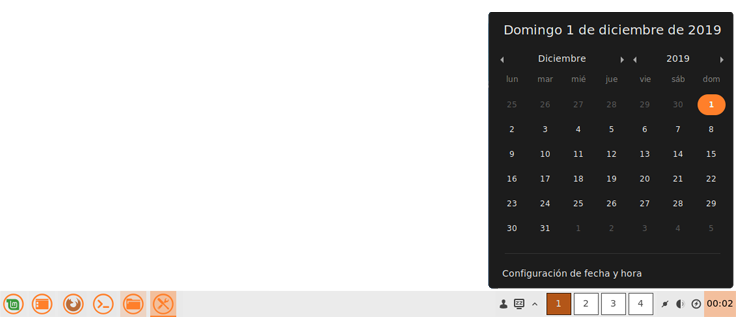 Domingo 1 de diciembre de 2019
Diciembre 2019
lun mar mié jue vie sáb dom
25 26 27 28 29 30 1
2 3 4 5 6 7 8
9 10 11 12 13 14 15
16 17 18 19 20 21 22
23 24 25 26 27 28 29
30 31 1 2 3 4 5
Configuración de fecha y hora
1 2 3 4 00:02